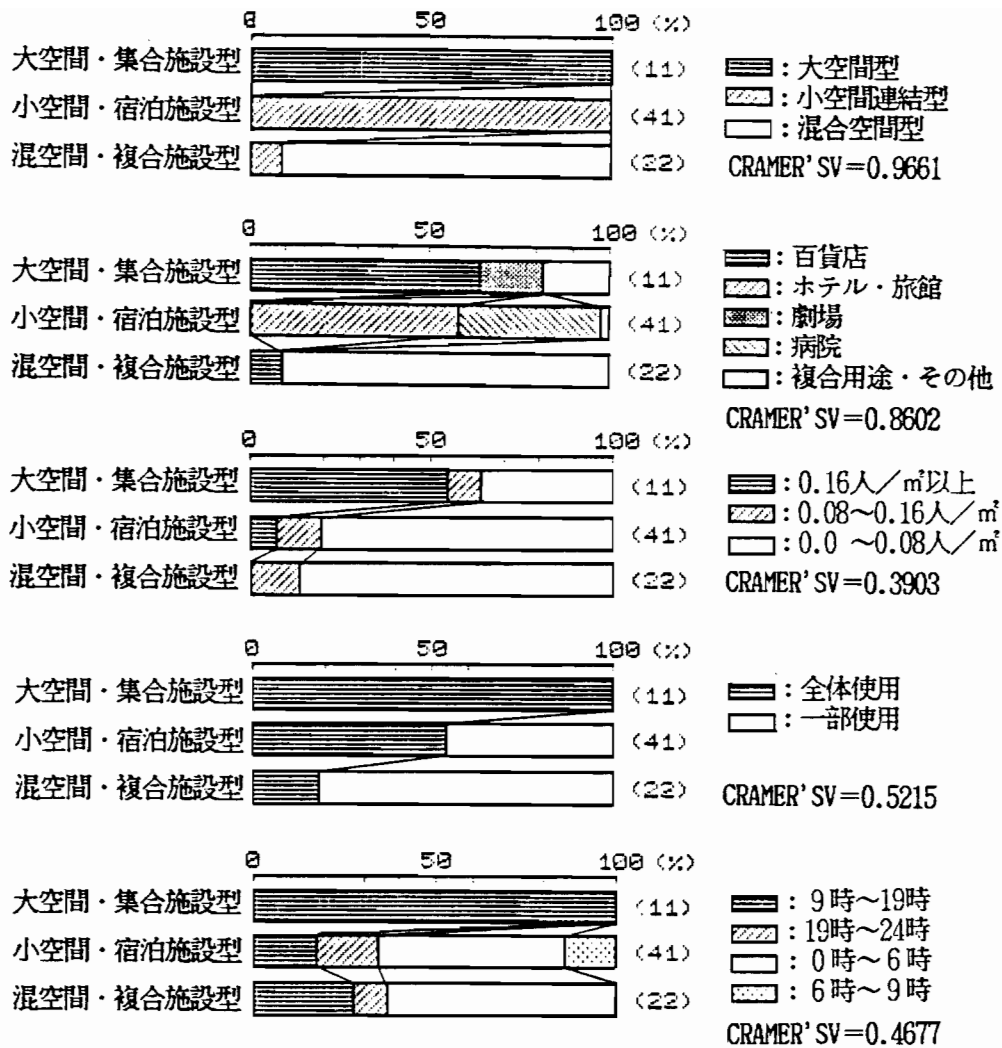 0 50 100 (%)
大空間・集合施設型 (11)
小空間・宿泊施設型 (41)
混空間・複合施設型 (22)
：大空間型
：小空間連結型
：混合空間型
CRAMER'SV=0.9661
0 50 100 (%)
大空間・集合施設型 (11)
小空間・宿泊施設型 (41)
混空間・複合施設型 (22)
：百貨店
：ホテル・旅館
：劇場
：病院
：複合用途・その他
CRAMER'SV=0.8602
0 50 100 (%)
大空間・集合施設型 (11)
小空間・宿泊施設型 (41)
混空間・複合施設型 (22)
：0.16人／㎡以上
：0.08～0.16人／㎡
：0.0 ～0.08人／㎡
CRAMER'SV=0.3903
0 50 100 (%)
大空間・集合施設型 (11)
小空間・宿泊施設型 (41)
混空間・複合施設型 (22)
：全体使用
：一部使用
CRAMER'SV=0.5215
0 50 100 (%)
大空間・集合施設型 (11)
小空間・宿泊施設型 (41)
混空間・複合施設型 (22)
：9時～19時
：19時～24時
：0時～6時
：6時～9時
CRAMER'SV=0.4677